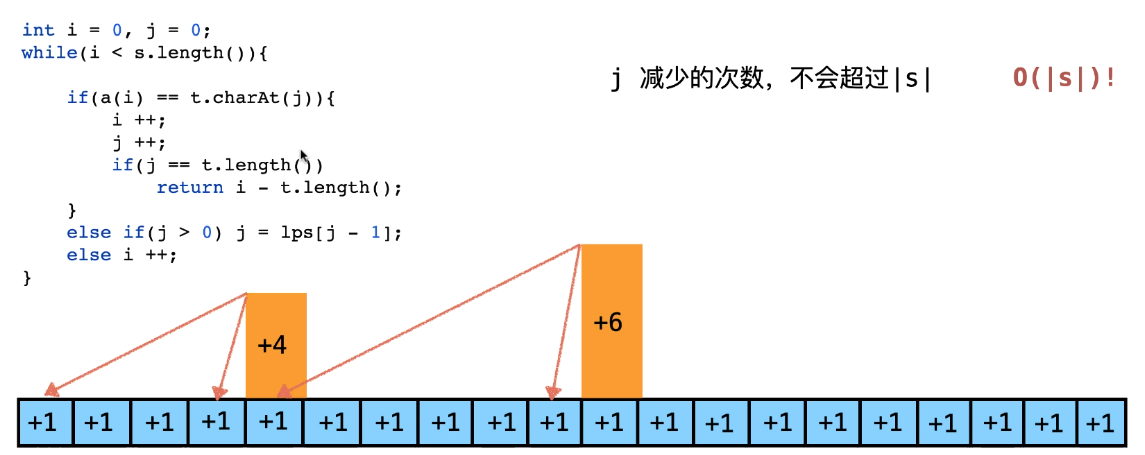 int i = 0, j = 0;
while(i < s.length()){
if(a(i) == t.charAt(j)){
i ++;
j ++;
if(j == t.length())
return i - t.length();
}
else if(j > 0) j = lps[j - 1];
else i ++;
}
j 减少的次数，不会超过|s| O(|s|)!
+4
+6
+1 +1 +1 +1 +1 +1 +1 +1 +1 +1 +1 +1 +1 +1 +1 +1 +1 +1 +1 +1